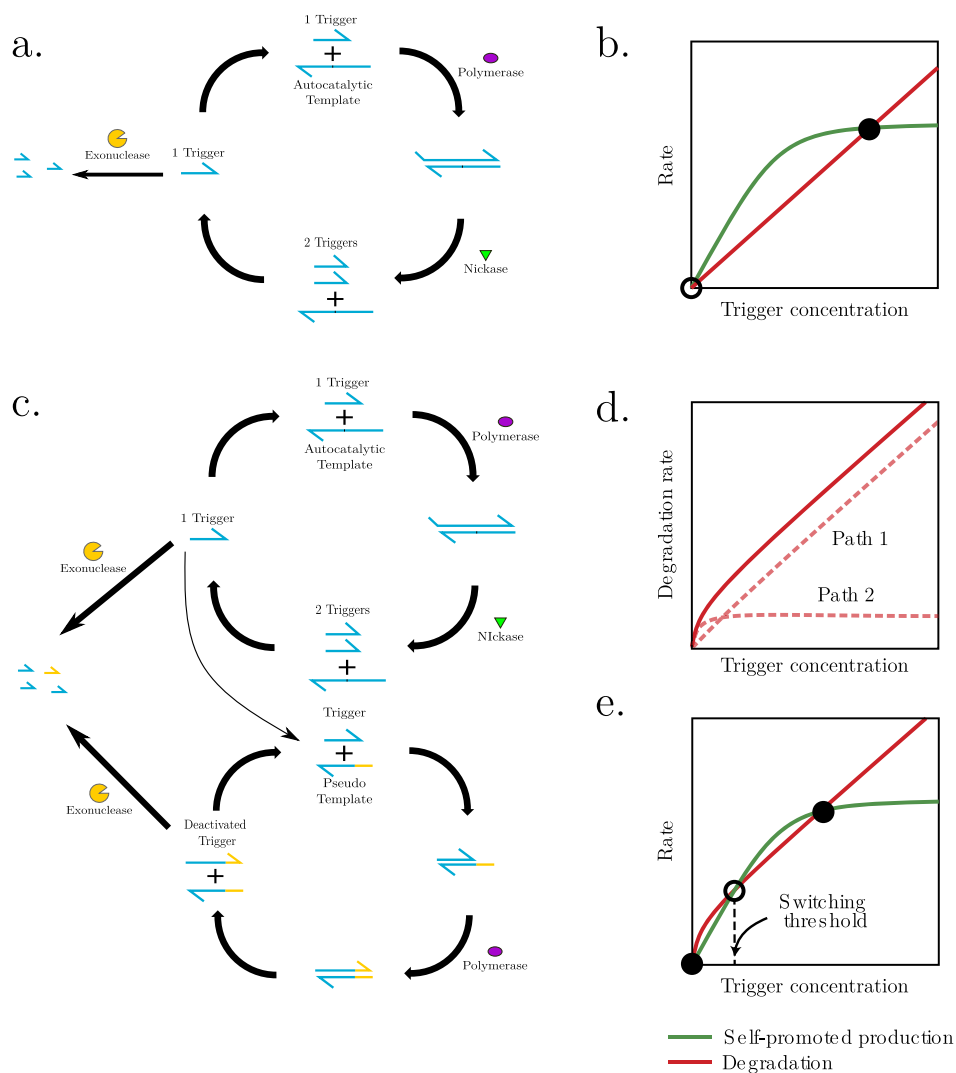 a.
1 Trigger
+
Autocatalytic
Template
Polymerase
Exonuclease
1 Trigger
2 Triggers
+
Nickase
b.
Rate
Trigger concentration
c.
1 Trigger
+
Autocatalytic
Template
Polymerase
1 Trigger
Exonuclease
2 Triggers
+
NIckase
Trigger
+
Pseudo
Template
Exonuclease
Deactivated
Trigger
+
Polymerase
d.
Degradation rate
Path 1
Path 2
Trigger concentration
e.
Rate
Switching
threshold
Trigger concentration
Self-promoted production
Degradation